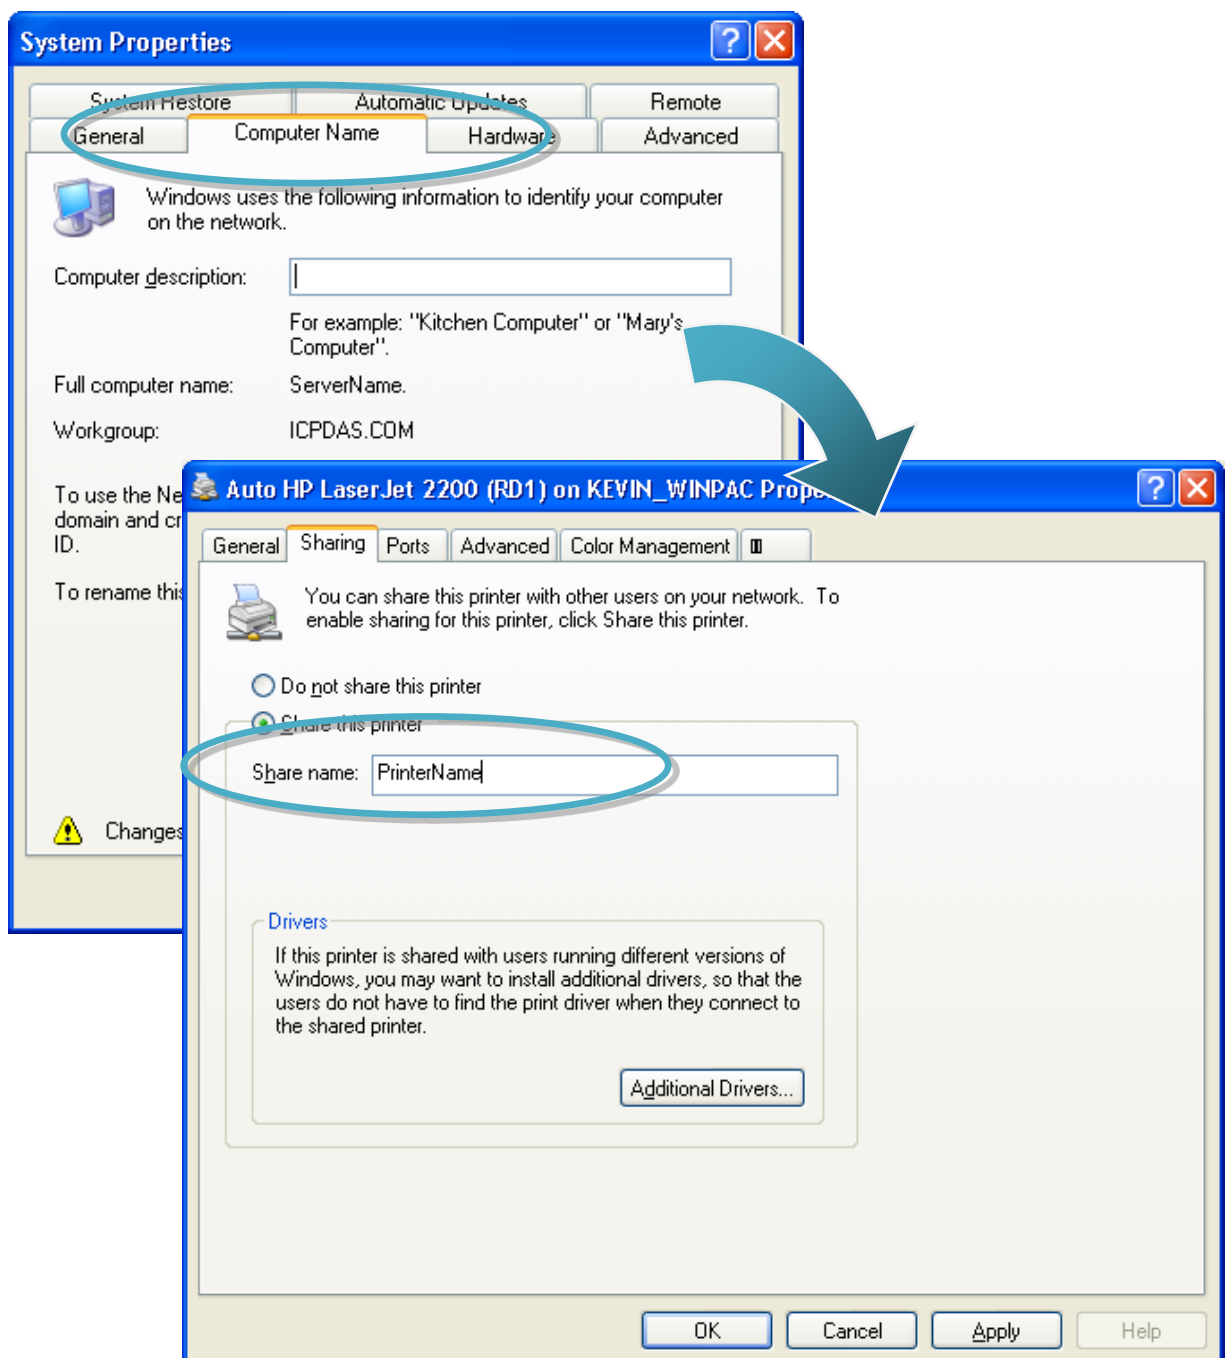 System Properties
System Restore Automatic Updates Remote
General Computer Name Hardware Advanced
Windows uses the following information to identify your computer
on the network.
Computer description:
For example: "Kitchen Computer" or "Mary's
Computer".
Full computer name: ServerName.
Workgroup: ICPDAS.COM
To use the Ne
domain and cr
ID.
To rename this
Changes
Auto HP LaserJet 2200 (RD1) on KEVIN_WINPAC Prope
General Sharing Ports Advanced Color Management
You can share this printer with other users on your network. To
enable sharing for this printer, click Share this printer.
Do not share this printer
Share this printer
Share name: PrinterName
Drivers
If this printer is shared with users running different versions of
Windows, you may want to install additional drivers, so that the
users do not have to find the print driver when they connect to
the shared printer.
Additional Drivers...
OK Cancel Apply Help